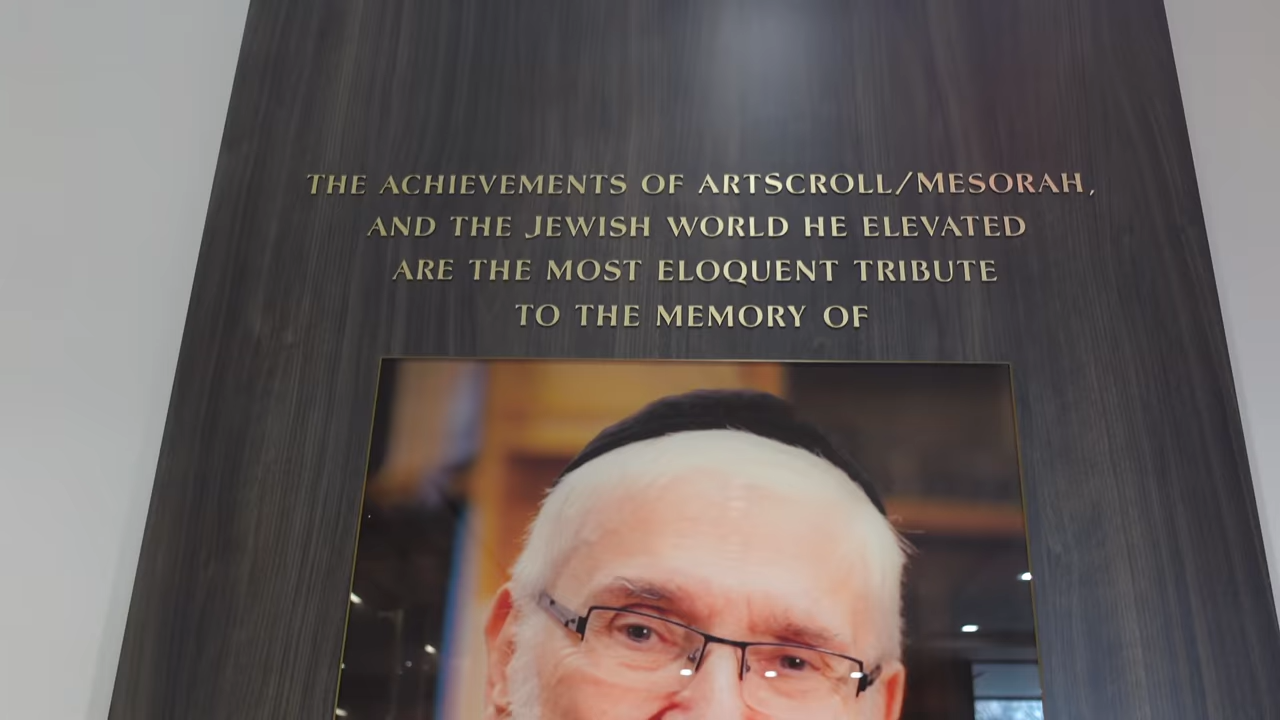 THE ACHIEVEMENTS OF ARTSCROLL/MESORAH,
AND THE JEWISH WORLD HE ELEVATED
ARE THE MOST ELOQUENT TRIBUTE
TO THE MEMORY OF